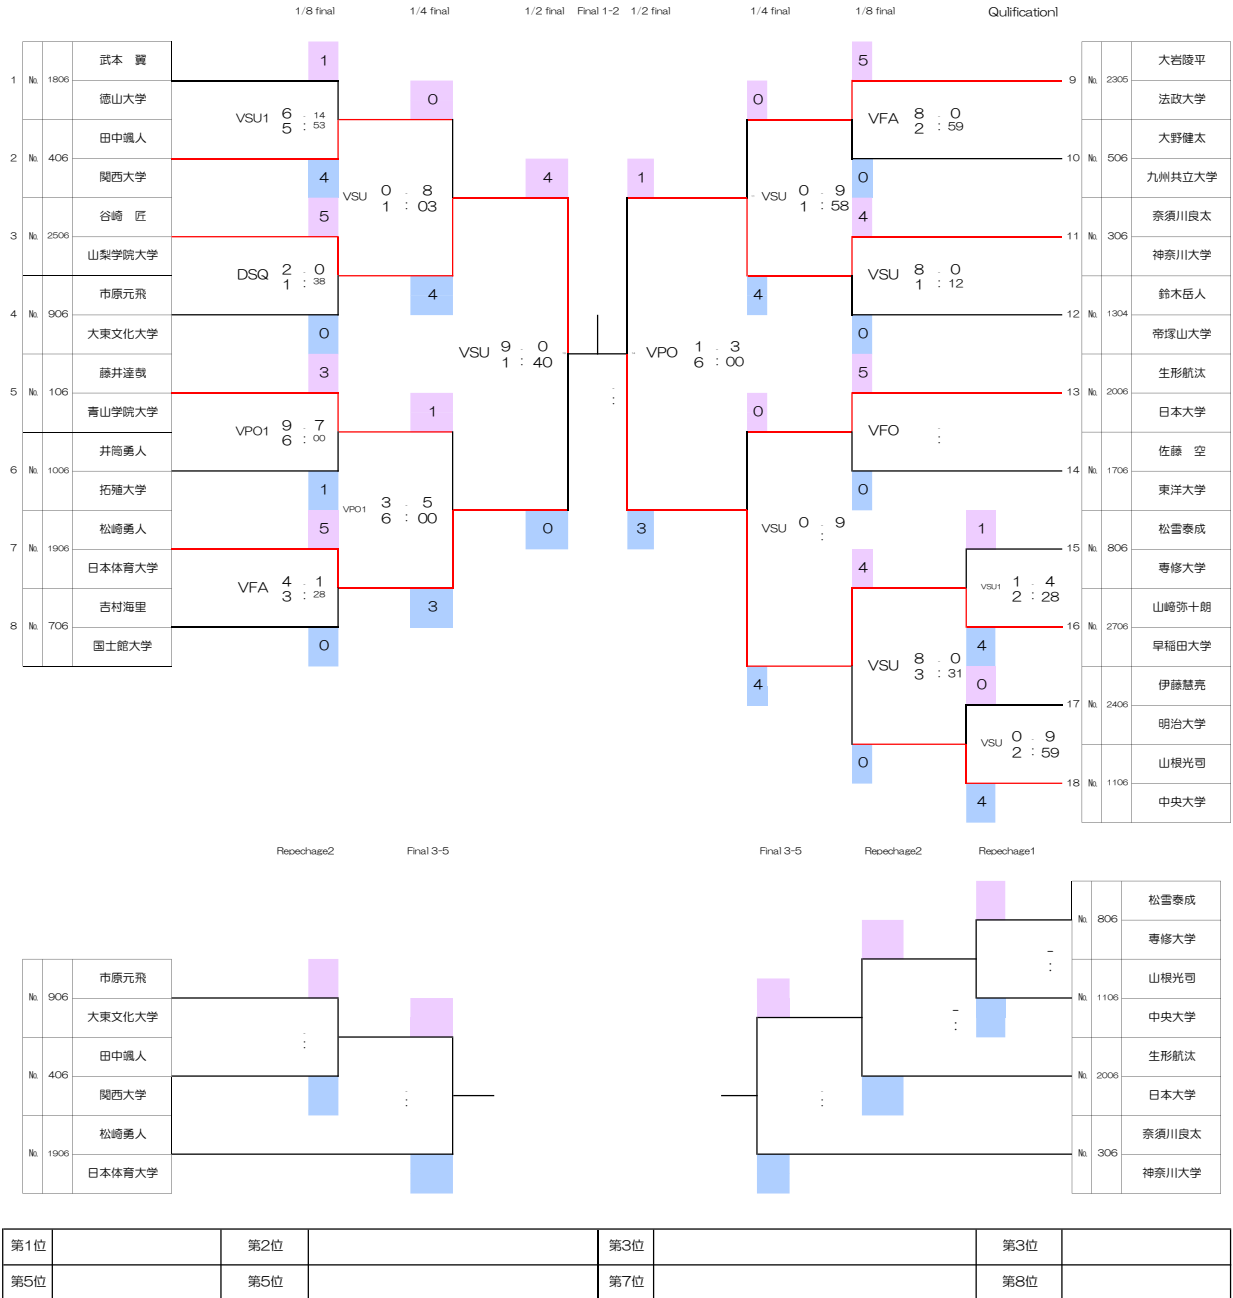 1/8 final 1/4 final 1/2 final Final 1-2 1/2 final 1/4 final 1/8 final Qulification1
1 № 1806 武本　翼
徳山大学
2 № 406 田中颯人
関西大学
3 № 2506 谷崎　匠
山梨学院大学
4 № 906 市原元飛
大東文化大学
5 № 106 藤井達哉
青山学院大学
6 № 1006 井筒勇人
拓殖大学
7 № 1906 松崎勇人
日本体育大学
8 № 706 吉村海里
国士舘大学
1
VSU1 6 - 14
5 : 53
4
5
DSQ 2 - 0
1 : 38
0
3
VPO1 9 - 7
6 : 00
1
5
VFA 4 - 1
3 : 28
0
0
VSU 0 - 8
1 : 03
4
1
VPO1 3 - 5
6 : 00
3
4
VSU 9 - 0
1 : 40
0
-
:
1
VPO 1 - 3
6 : 00
3
0
VSU 0 - 9
1 : 58
4
0
VSU 0 - 9
:
4
5
VFA 8 - 0
2 : 59
0
4
VSU 8 - 0
1 : 12
0
5
VFO -
:
0
4
VSU 8 - 0
3 : 31
0
1
VSU1 1 - 4
2 : 28
4
0
VSU 0 - 9
2 : 59
4
9 № 2305 大岩陵平
法政大学
10 № 506 大野健太
九州共立大学
11 № 306 奈須川良太
神奈川大学
12 № 1304 鈴木岳人
帝塚山大学
13 № 2006 生形航汰
日本大学
14 № 1706 佐藤　空
東洋大学
15 № 806 松雪泰成
専修大学
16 № 2706 山﨑弥十朗
早稲田大学
17 № 2406 伊藤慧亮
明治大学
18 № 1106 山根光司
中央大学
Repechage2 Final 3-5 Final 3-5 Repechage2 Repechage1
№ 906 市原元飛
大東文化大学
№ 406 田中颯人
関西大学
№ 1906 松崎勇人
日本体育大学
-
:
-
:
-
:
-
:
-
:
№ 806 松雪泰成
専修大学
№ 1106 山根光司
中央大学
№ 2006 生形航汰
日本大学
№ 306 奈須川良太
神奈川大学
第1位 第2位 第3位 第3位
第5位 第5位 第7位 第8位